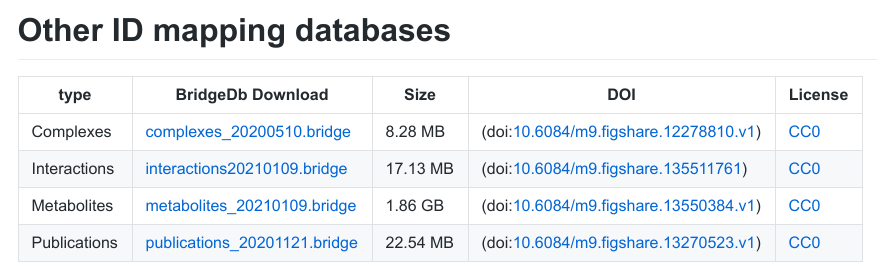 Other ID mapping databases
type BridgeDb Download Size DOI License
Complexes complexes_20200510.bridge 8.28 MB (doi:10.6084/m9.figshare.12278810.v1) CC0
Interactions interactions20210109.bridge 17.13 MB (doi:10.6084/m9.figshare.135511761) CC0
Metabolites metabolites_20210109.bridge 1.86 GB (doi:10.6084/m9.figshare.13550384.v1) CC0
Publications publications_20201121.bridge 22.54 MB (doi:10.6084/m9.figshare.13270523.v1) CC0